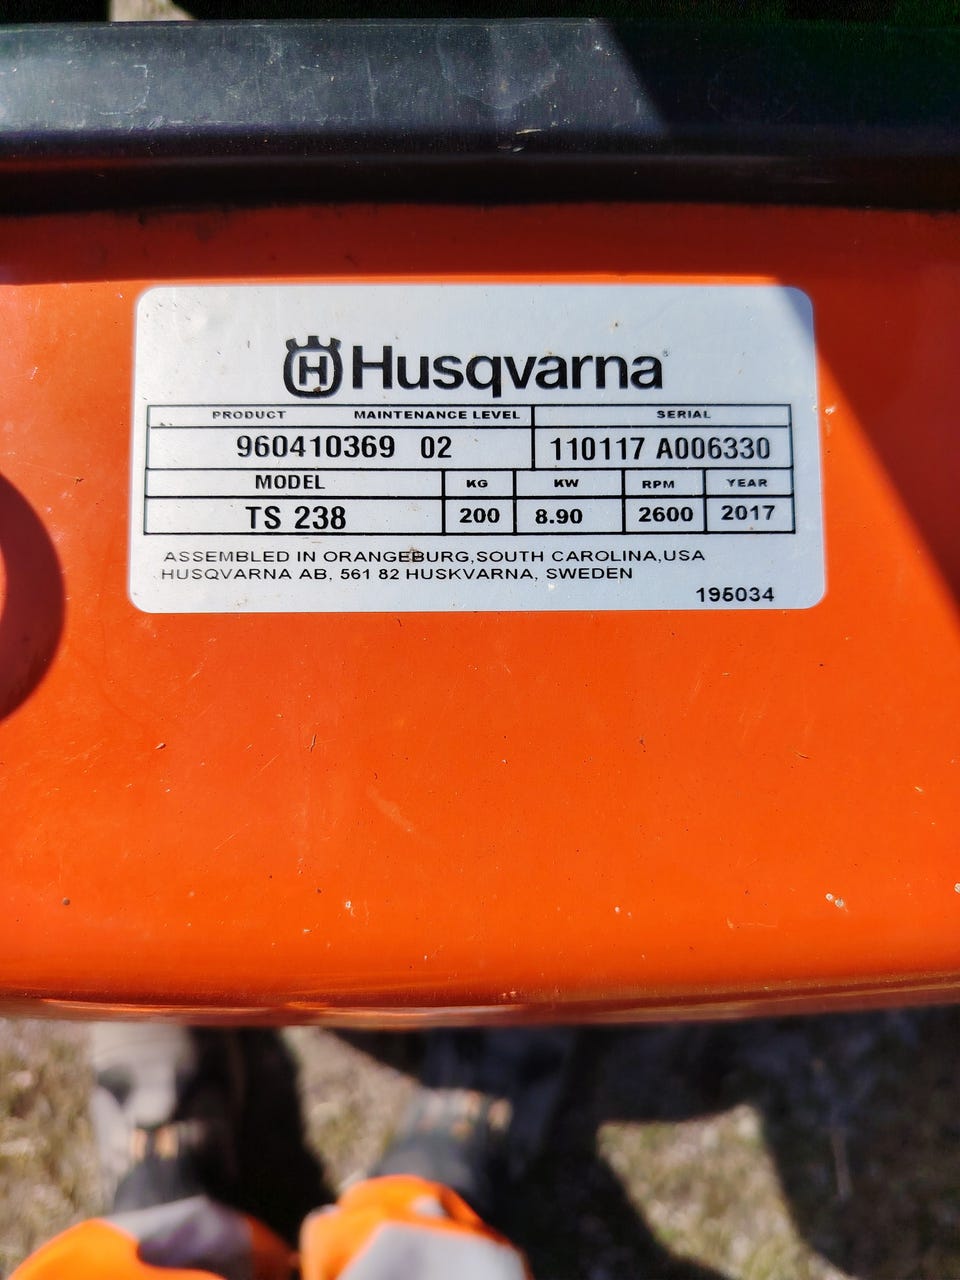 H Husqvarna
PRODUCT MAINTENANCE LEVEL SERIAL
960410369 02 110117 A006330
MODEL KG KW RPM YEAR
TS 238 200 8.90 2600 2017
ASSEMBLED IN ORANGEBURG,SOUTH CAROLINA,USA
HUSQVARNA AB, 561 82 HUSKVARNA, SWEDEN
195034